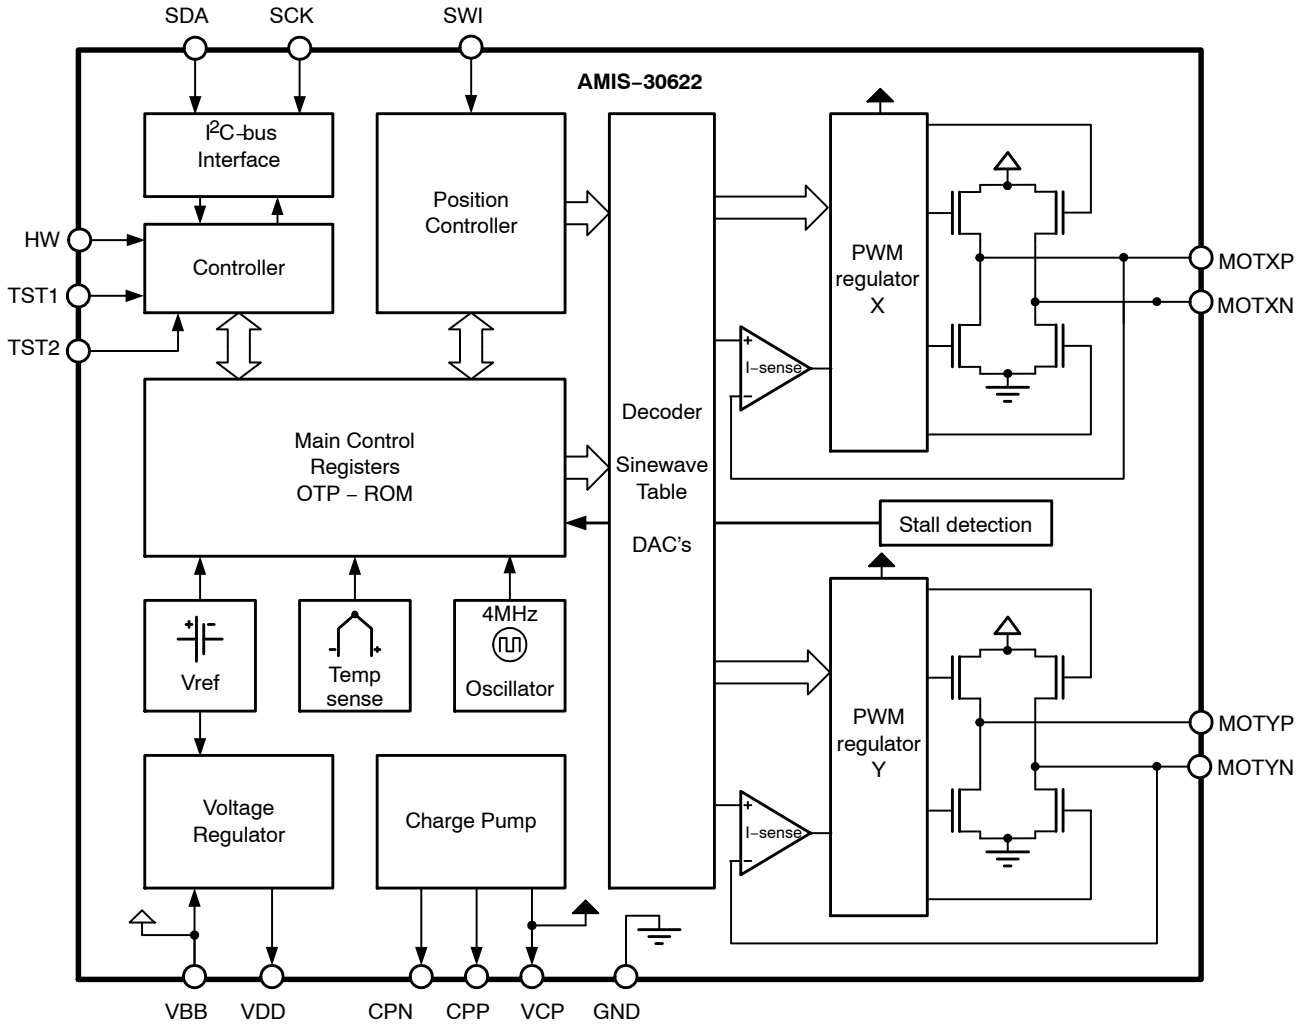 SDA
SCK
SWI
AMIS–30622
I2C–bus
Interface
HW
TST1
TST2
Controller
Position
Controller
PWM
regulator
X
MOTXP
MOTXN
+
I–sense
–
Main Control
Registers
OTP – ROM
Decoder
Sinewave
Table
DAC's
Stall detection
+ –
Vref
– +
Temp
sense
4MHz
Oscillator
PWM
regulator
Y
MOTYP
MOTYN
+
I–sense
–
Voltage
Regulator
Charge Pump
VBB
VDD
CPN
CPP
VCP
GND